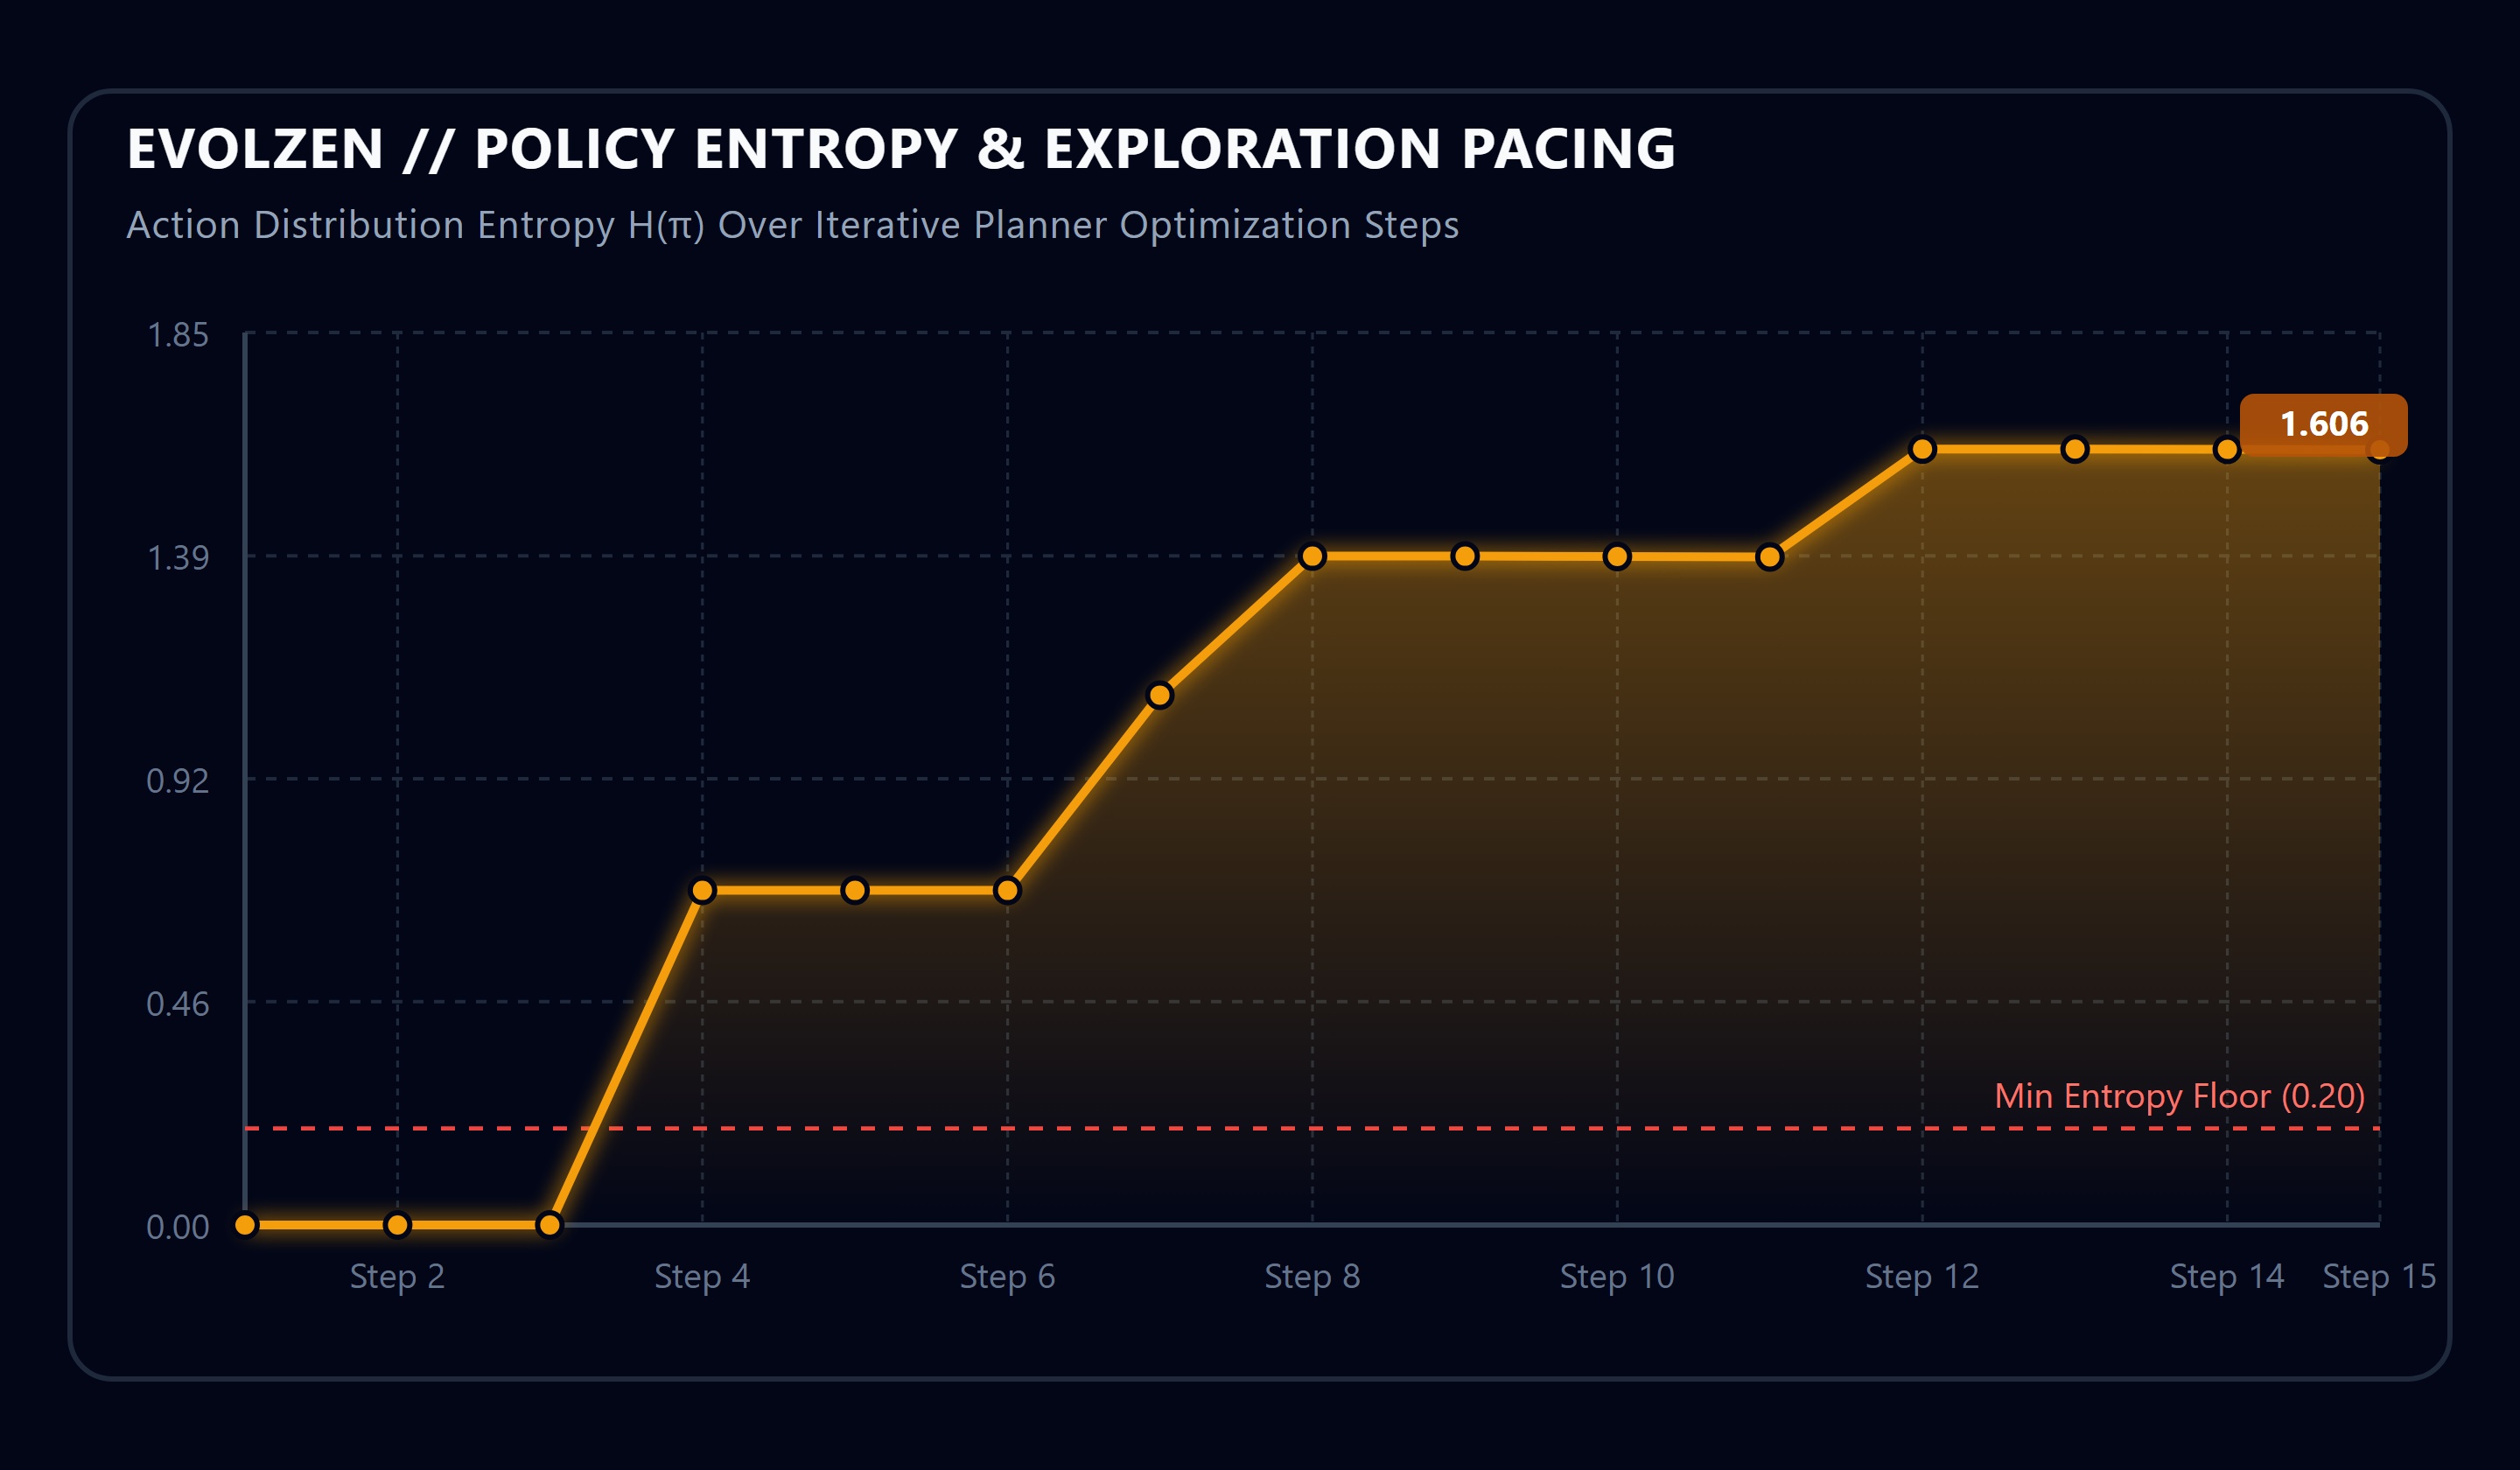 EVOLZEN // POLICY ENTROPY & EXPLORATION PACING
Action Distribution Entropy H(π) Over Iterative Planner Optimization Steps
1.85
1.606
1.39
0.92
0.46
Min Entropy Floor (0.20)
0.00
Step 2 Step 4 Step 6 Step 8 Step 10 Step 12 Step 14 Step 15